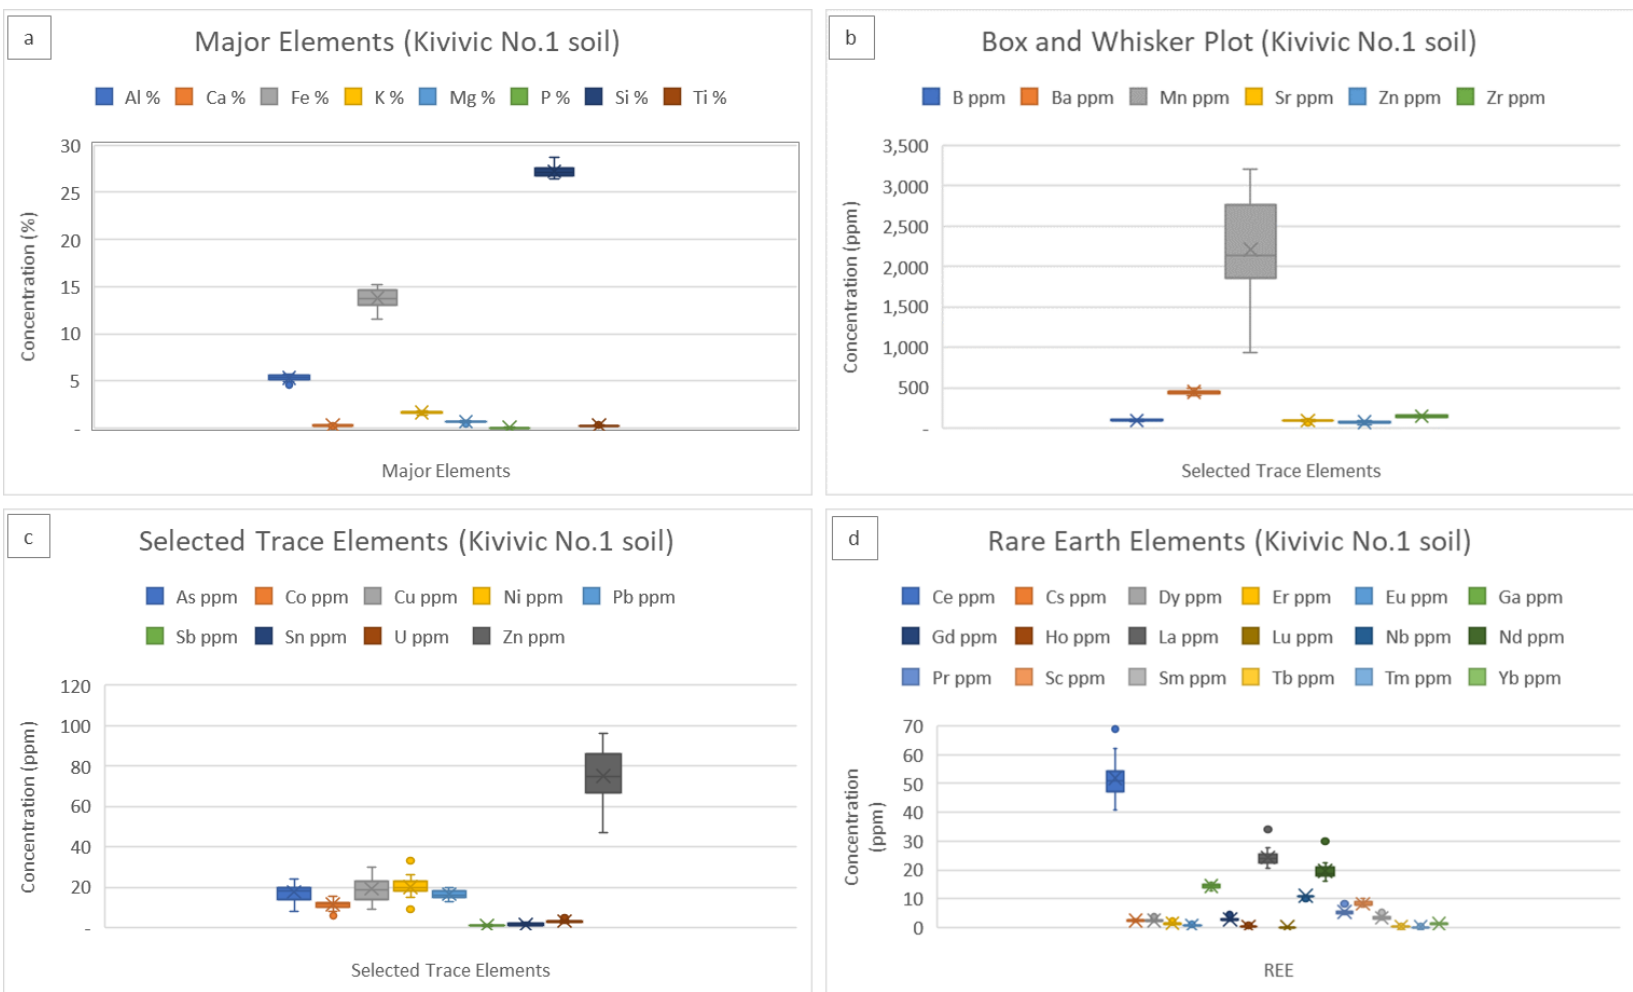 a
Major Elements (Kivivic No.1 soil)
Al % Ca % Fe % K % Mg % P % Si % Ti %
30
25
20
15
10
5
-
Concentration (%)
Major Elements
b
Box and Whisker Plot (Kivivic No.1 soil)
B ppm Ba ppm Mn ppm Sr ppm Zn ppm Zr ppm
3,500
3,000
2,500
2,000
1,500
1,000
500
-
Concentration (ppm)
Selected Trace Elements
c
Selected Trace Elements (Kivivic No.1 soil)
As ppm Co ppm Cu ppm Ni ppm Pb ppm
Sb ppm Sn ppm U ppm Zn ppm
120
100
80
60
40
20
-
Concentration (ppm)
Selected Trace Elements
d
Rare Earth Elements (Kivivic No.1 soil)
Ce ppm Cs ppm Dy ppm Er ppm Eu ppm Ga ppm
Gd ppm Ho ppm La ppm Lu ppm Nb ppm Nd ppm
Pr ppm Sc ppm Sm ppm Tb ppm Tm ppm Yb ppm
70
60
50
40
30
20
10
0
Concentration
(ppm)
REE